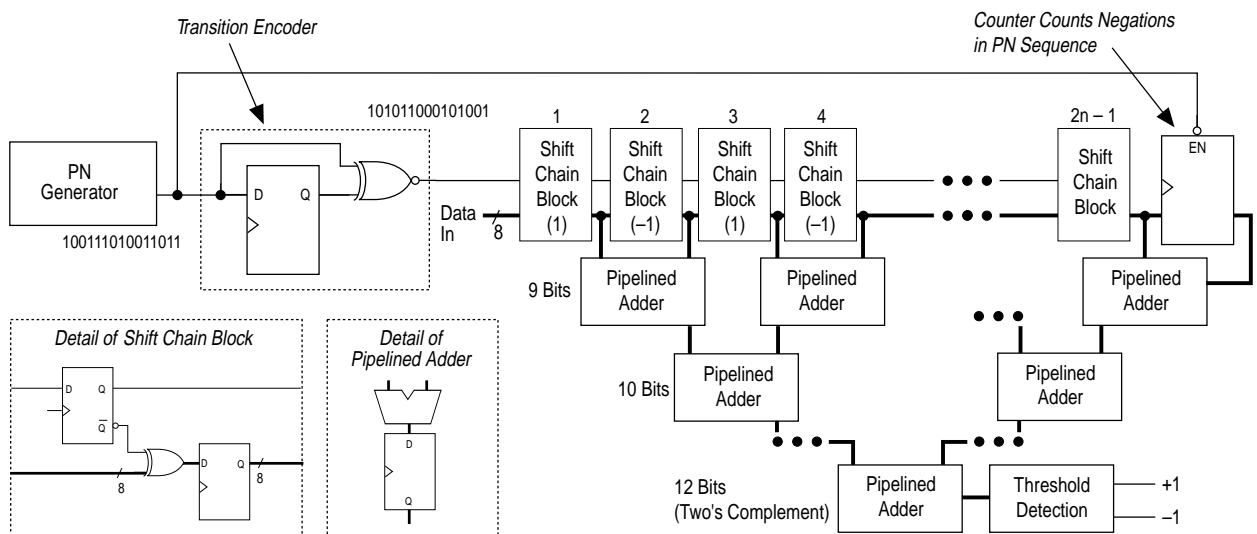 Transition Encoder
Counter Counts Negations
in PN Sequence
101011000101001
PN
Generator
100111010011011
D Q
Data
In
8
1
Shift
Chain
Block
(1)
2
Shift
Chain
Block
(–1)
3
Shift
Chain
Block
(1)
4
Shift
Chain
Block
(–1)
2n – 1
Shift
Chain
Block
EN
9 Bits
Pipelined
Adder
Pipelined
Adder
Pipelined
Adder
10 Bits
Pipelined
Adder
Pipelined
Adder
12 Bits
(Two's Complement)
Pipelined
Adder
Threshold
Detection
+1
–1
Detail of Shift Chain Block
D Q
Q
8
D Q
8
Detail of
Pipelined Adder
D
Q